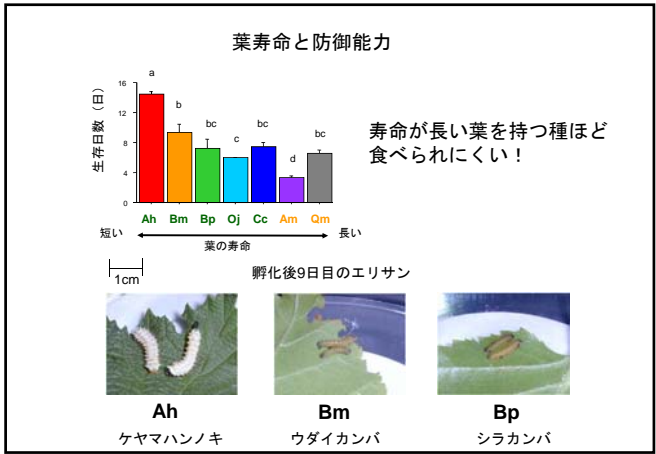 葉寿命と防御能力
生存日数(日)
16
12
8
4
0
a
b
bc
c
bc
d
bc
Ah Bm Bp Oj Cc Am Qm
短い 長い
葉の寿命
寿命が長い葉を持つ種ほど
食べられにくい!
1cm
孵化後9日目のエリサン
Ah Bm Bp
ケヤマハンノキ ウダイカンバ シラカンバ